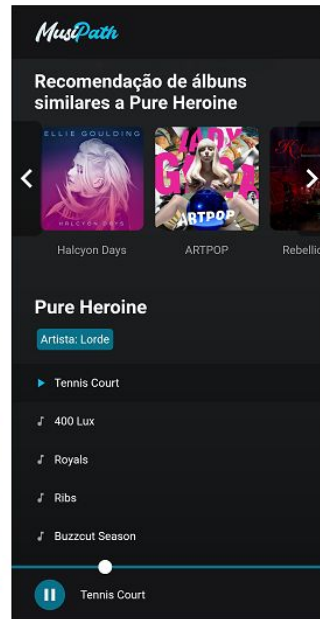 MusiPath
Recomendação de álbuns
similares a Pure Heroine
ELLIE GOULDING
HALCYON DAYS
LADY
GAGA
ARTPOP
Halcyon Days
ARTPOP
Rebellio
Pure Heroine
Artista: Lorde
Tennis Court
400 Lux
Royals
Ribs
Buzzcut Season
Tennis Court